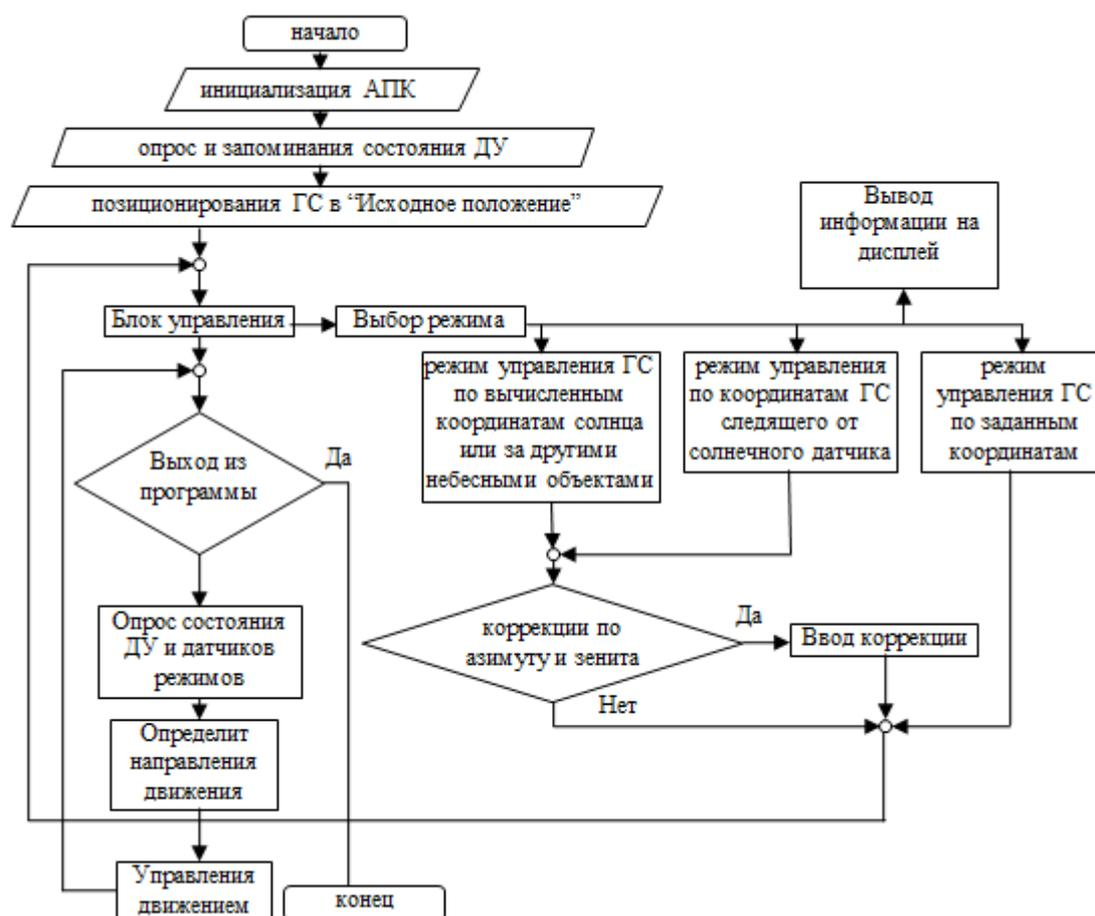 начало
инициализация АПК
опрос и запоминания состояния ДУ
позиционирования ГС в “Исходное положение”
Вывод
информации на
дисплей
Блок управления
Выбор режима
режим управления ГС
по вычисленным
координатам солнца
или за другими
небесными объектами
режим управления
по координатам ГС
следящего от
солнечного датчика
режим
управления ГС
по заданным
координатам
Выход из
программы
Да
Опрос состояния
ДУ и датчиков
режимов
коррекции по
азимуту и зенита
Да
Ввод коррекции
Нет
Определит
направления
движения
Управления
движением
конец